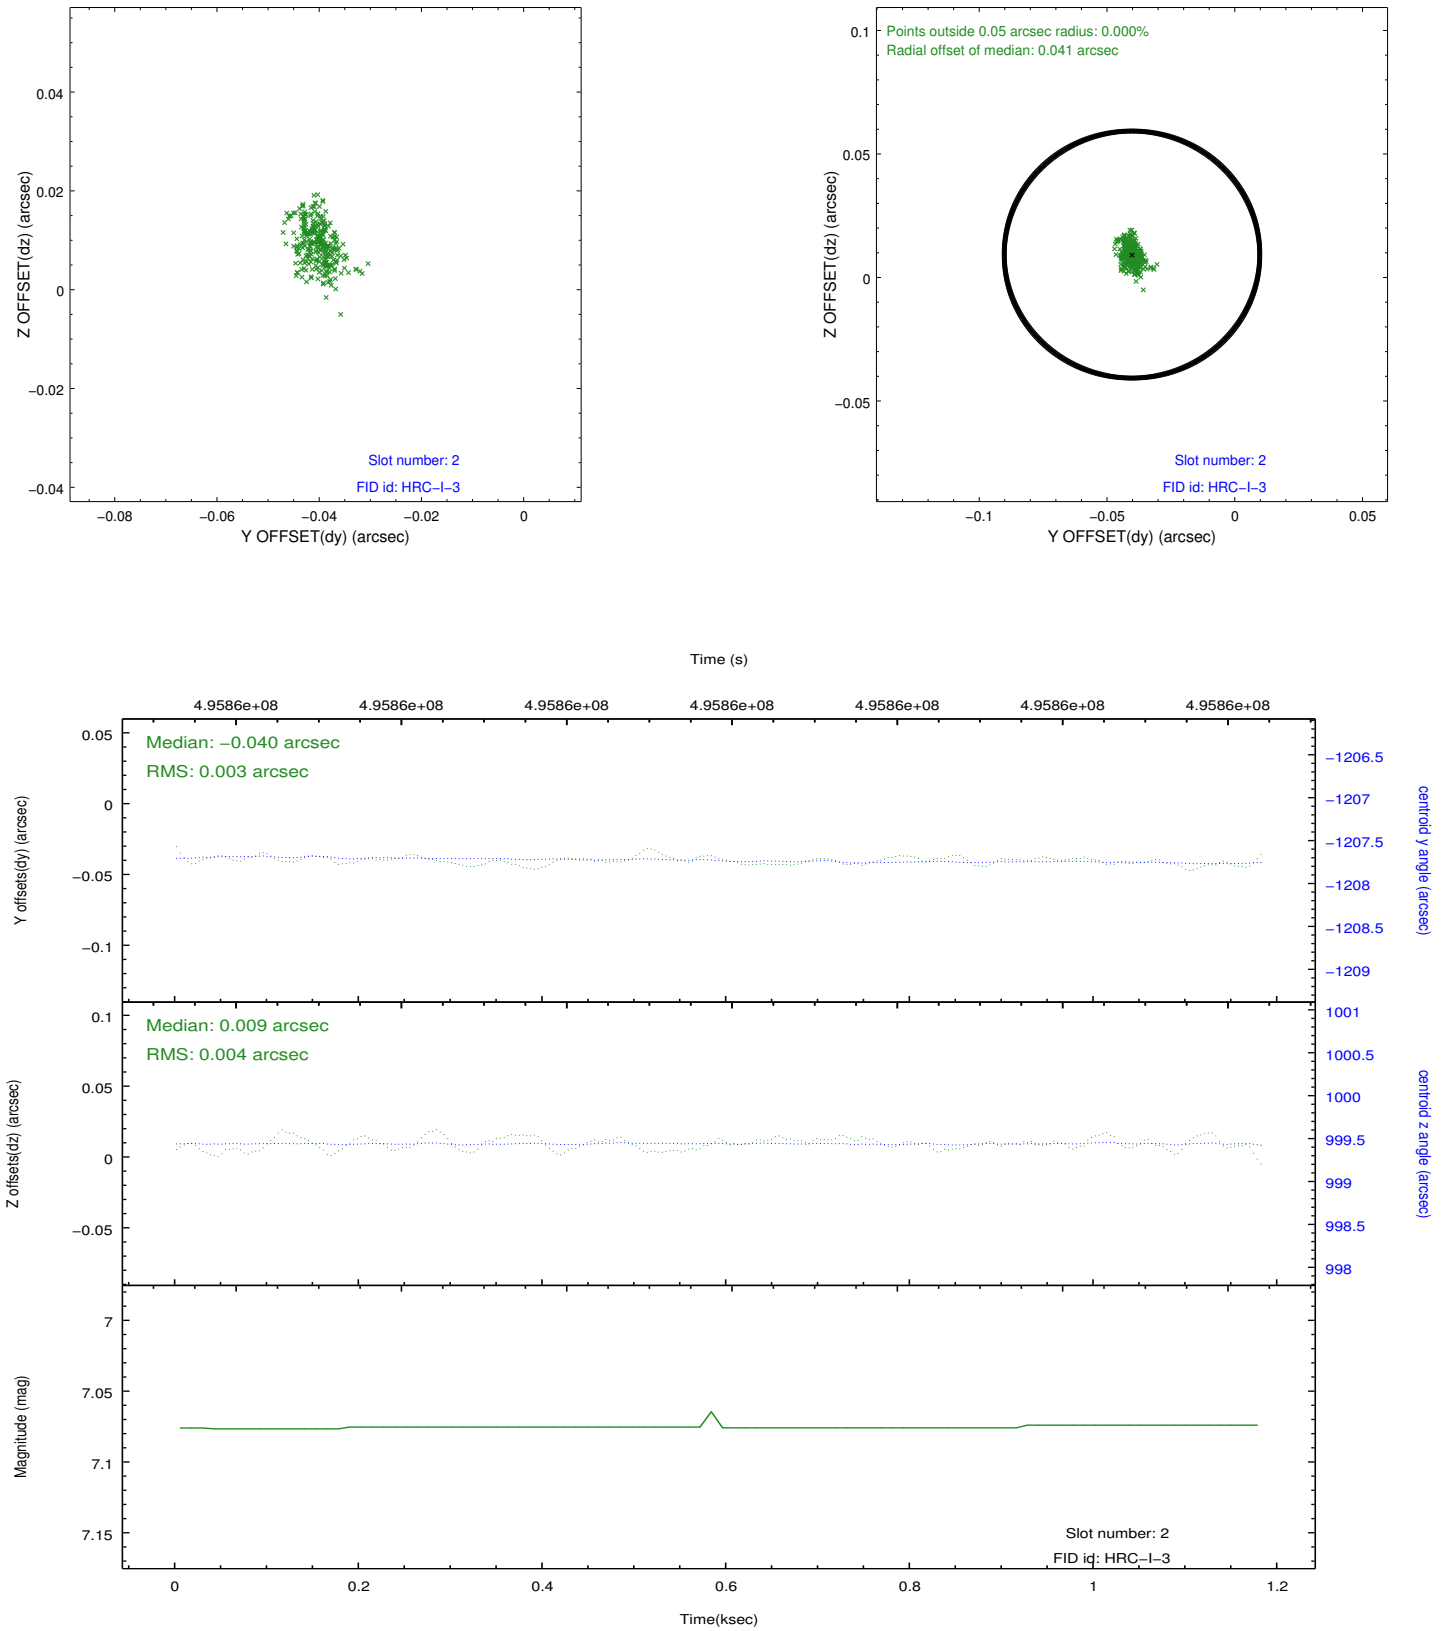 0.04
0.02
0
−0.02
−0.04
Z OFFSET(dz) (arcsec)
Slot number: 2
FID id: HRC−I−3
−0.08
−0.06
−0.04
−0.02
0
Y OFFSET(dy) (arcsec)
Points outside 0.05 arcsec radius: 0.000%
Radial offset of median: 0.041 arcsec
0.1
0.05
0
−0.05
Z OFFSET(dz) (arcsec)
Slot number: 2
FID id: HRC−I−3
−0.1
−0.05
0
0.05
Y OFFSET(dy) (arcsec)
Time (s)
4.9586e+08
4.9586e+08
4.9586e+08
4.9586e+08
4.9586e+08
4.9586e+08
4.9586e+08
Median: −0.040 arcsec
RMS: 0.003 arcsec
0.05
0
−0.05
−0.1
Y offsets(dy) (arcsec)
−1206.5
−1207
−1207.5
−1208
−1208.5
−1209
centroid y angle (arcsec)
Median: 0.009 arcsec
RMS: 0.004 arcsec
0.1
0.05
0
−0.05
Z offsets(dz) (arcsec)
1001
1000.5
1000
999.5
999
998.5
998
centroid z angle (arcsec)
7
7.05
7.1
7.15
Magnitude (mag)
Slot number: 2
FID id: HRC−I−3
0
0.2
0.4
0.6
0.8
1
1.2
Time(ksec)